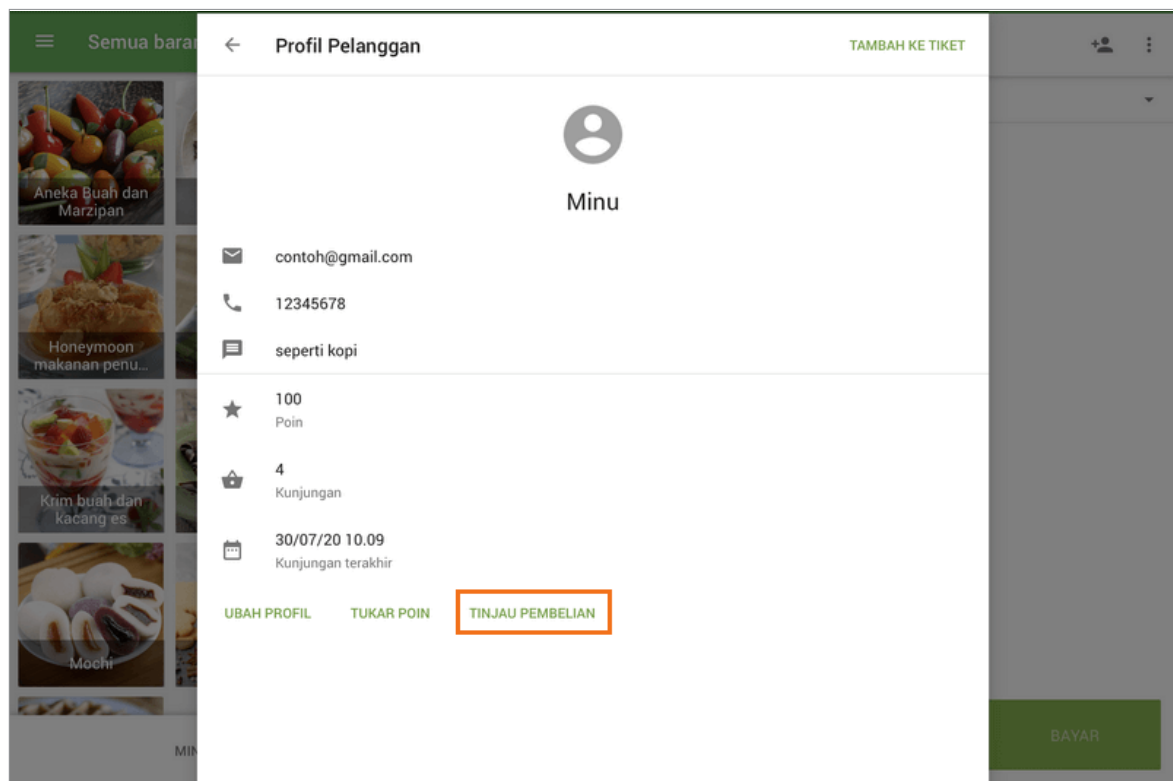 Semua barar
Profil Pelanggan
TAMBAH KE TIKET
Minu
contoh@gmail.com
12345678
seperti kopi
100
Poin
4
Kunjungan
30/07/20 10.09
Kunjungan terakhir
UBAH PROFIL
TUKAR POIN
TINJAU PEMBELIAN
Aneka Buah dan
Marzipan
Honeymoon
makanan penu...
Krim buah dan
kacang es
Mochi
MIN
BAYAR